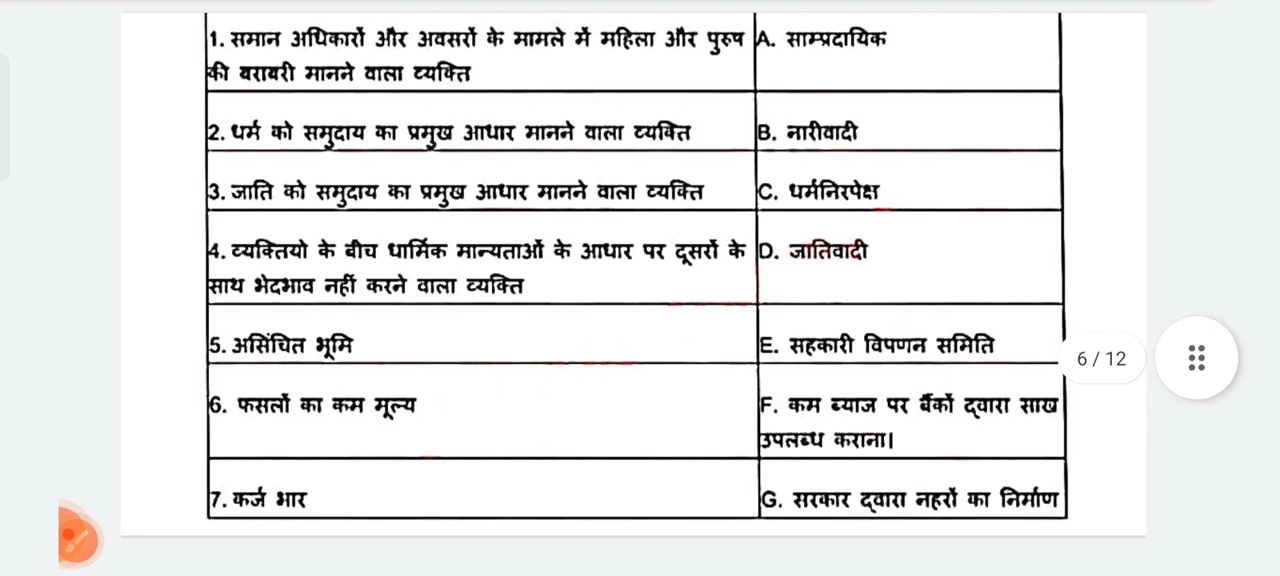 1. समान अधिकारों और अवसरों के मामले में महिला और पुरुष
की बराबरी मानने वाला व्यक्ति
A. साम्प्रदायिक
2. धर्म को समुदाय का प्रमुख आधार मानने वाला व्यक्ति
B. नारीवादी
3. जाति को समुदाय का प्रमुख आधार मानने वाला व्यक्ति
C. धर्मनिरपेक्ष
4. व्यक्तियो के बीच धार्मिक मान्यताओं के आधार पर दूसरों के
साथ भेदभाव नहीं करने वाला व्यक्ति
D. जातिवादी
5. असिंचित भूमि
E. सहकारी विपणन समिति
6. फसलों का कम मूल्य
F. कम ब्याज पर बैंकों द्वारा साख
उपलब्ध कराना।
7. कर्ज भार
G. सरकार द्वारा नहरों का निर्माण
6 / 12